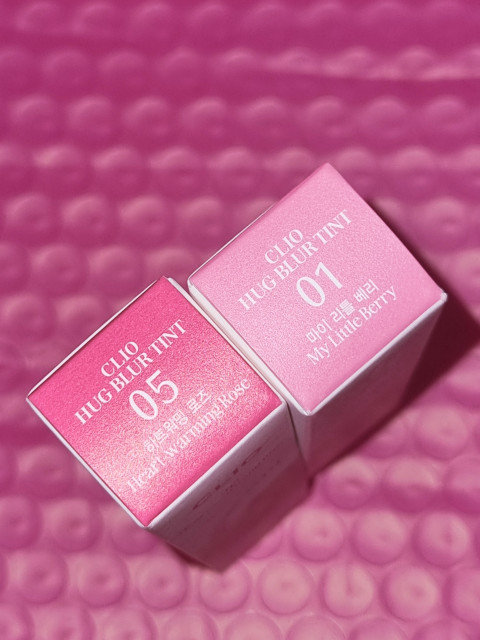 CLIO
HUG BLUR TINT
05
하트워밍 로즈
Heart warming Rose
CLIO
HUG BLUR TINT
01
마이 리틀 베리
My Little Berry
CLIO